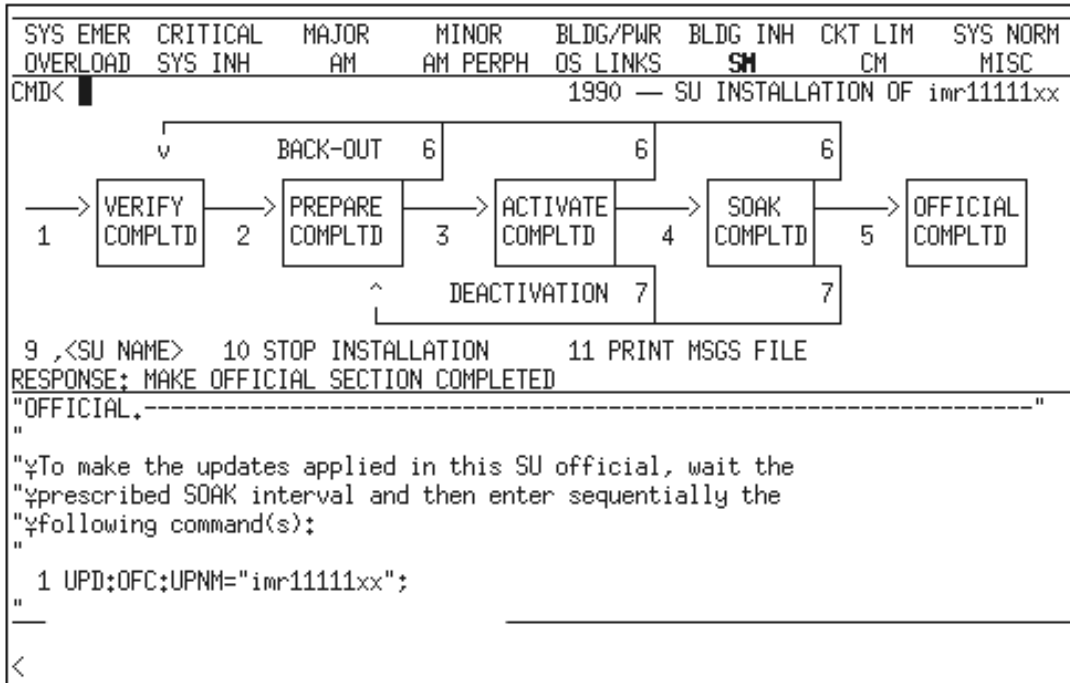 SYS EMER CRITICAL MAJOR MINOR BLDG/PWR BLDG INH CKT LIM SYS NORM
OVERLOAD SYS INH AM AM PERPH OS LINKS SM CM MISC
CMD< 1990 — SU INSTALLATION OF imr11111xx
v BACK-OUT 6 6 6
VERIFY PREPARE ACTIVATE SOAK OFFICIAL
1 COMPLTD 2 COMPLTD 3 COMPLTD 4 COMPLTD 5 COMPLTD
^ DEACTIVATION 7 7
9 ,<SU NAME> 10 STOP INSTALLATION 11 PRINT MSGS FILE
RESPONSE: MAKE OFFICIAL SECTION COMPLETED
"OFFICIAL.-------------------------------------------------------------------"
"
"¥To make the updates applied in this SU official, wait the
"¥prescribed SOAK interval and then enter sequentially the
"¥following command(s):
"
1 UPD:OFC:UPNM="imr11111xx";
"
<